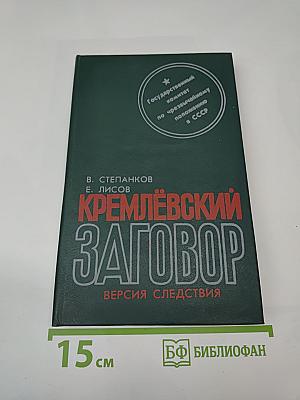 Государственный
комитет
по чрезвычайному
положению
в СССР
В. СТЕПАНКОВ
Е. ЛИСОВ
КРЕМЛЁВСКИЙ
ЗАГОВОР
ВЕРСИЯ СЛЕДСТВИЯ
15 см
БФ БИБЛИОФАН